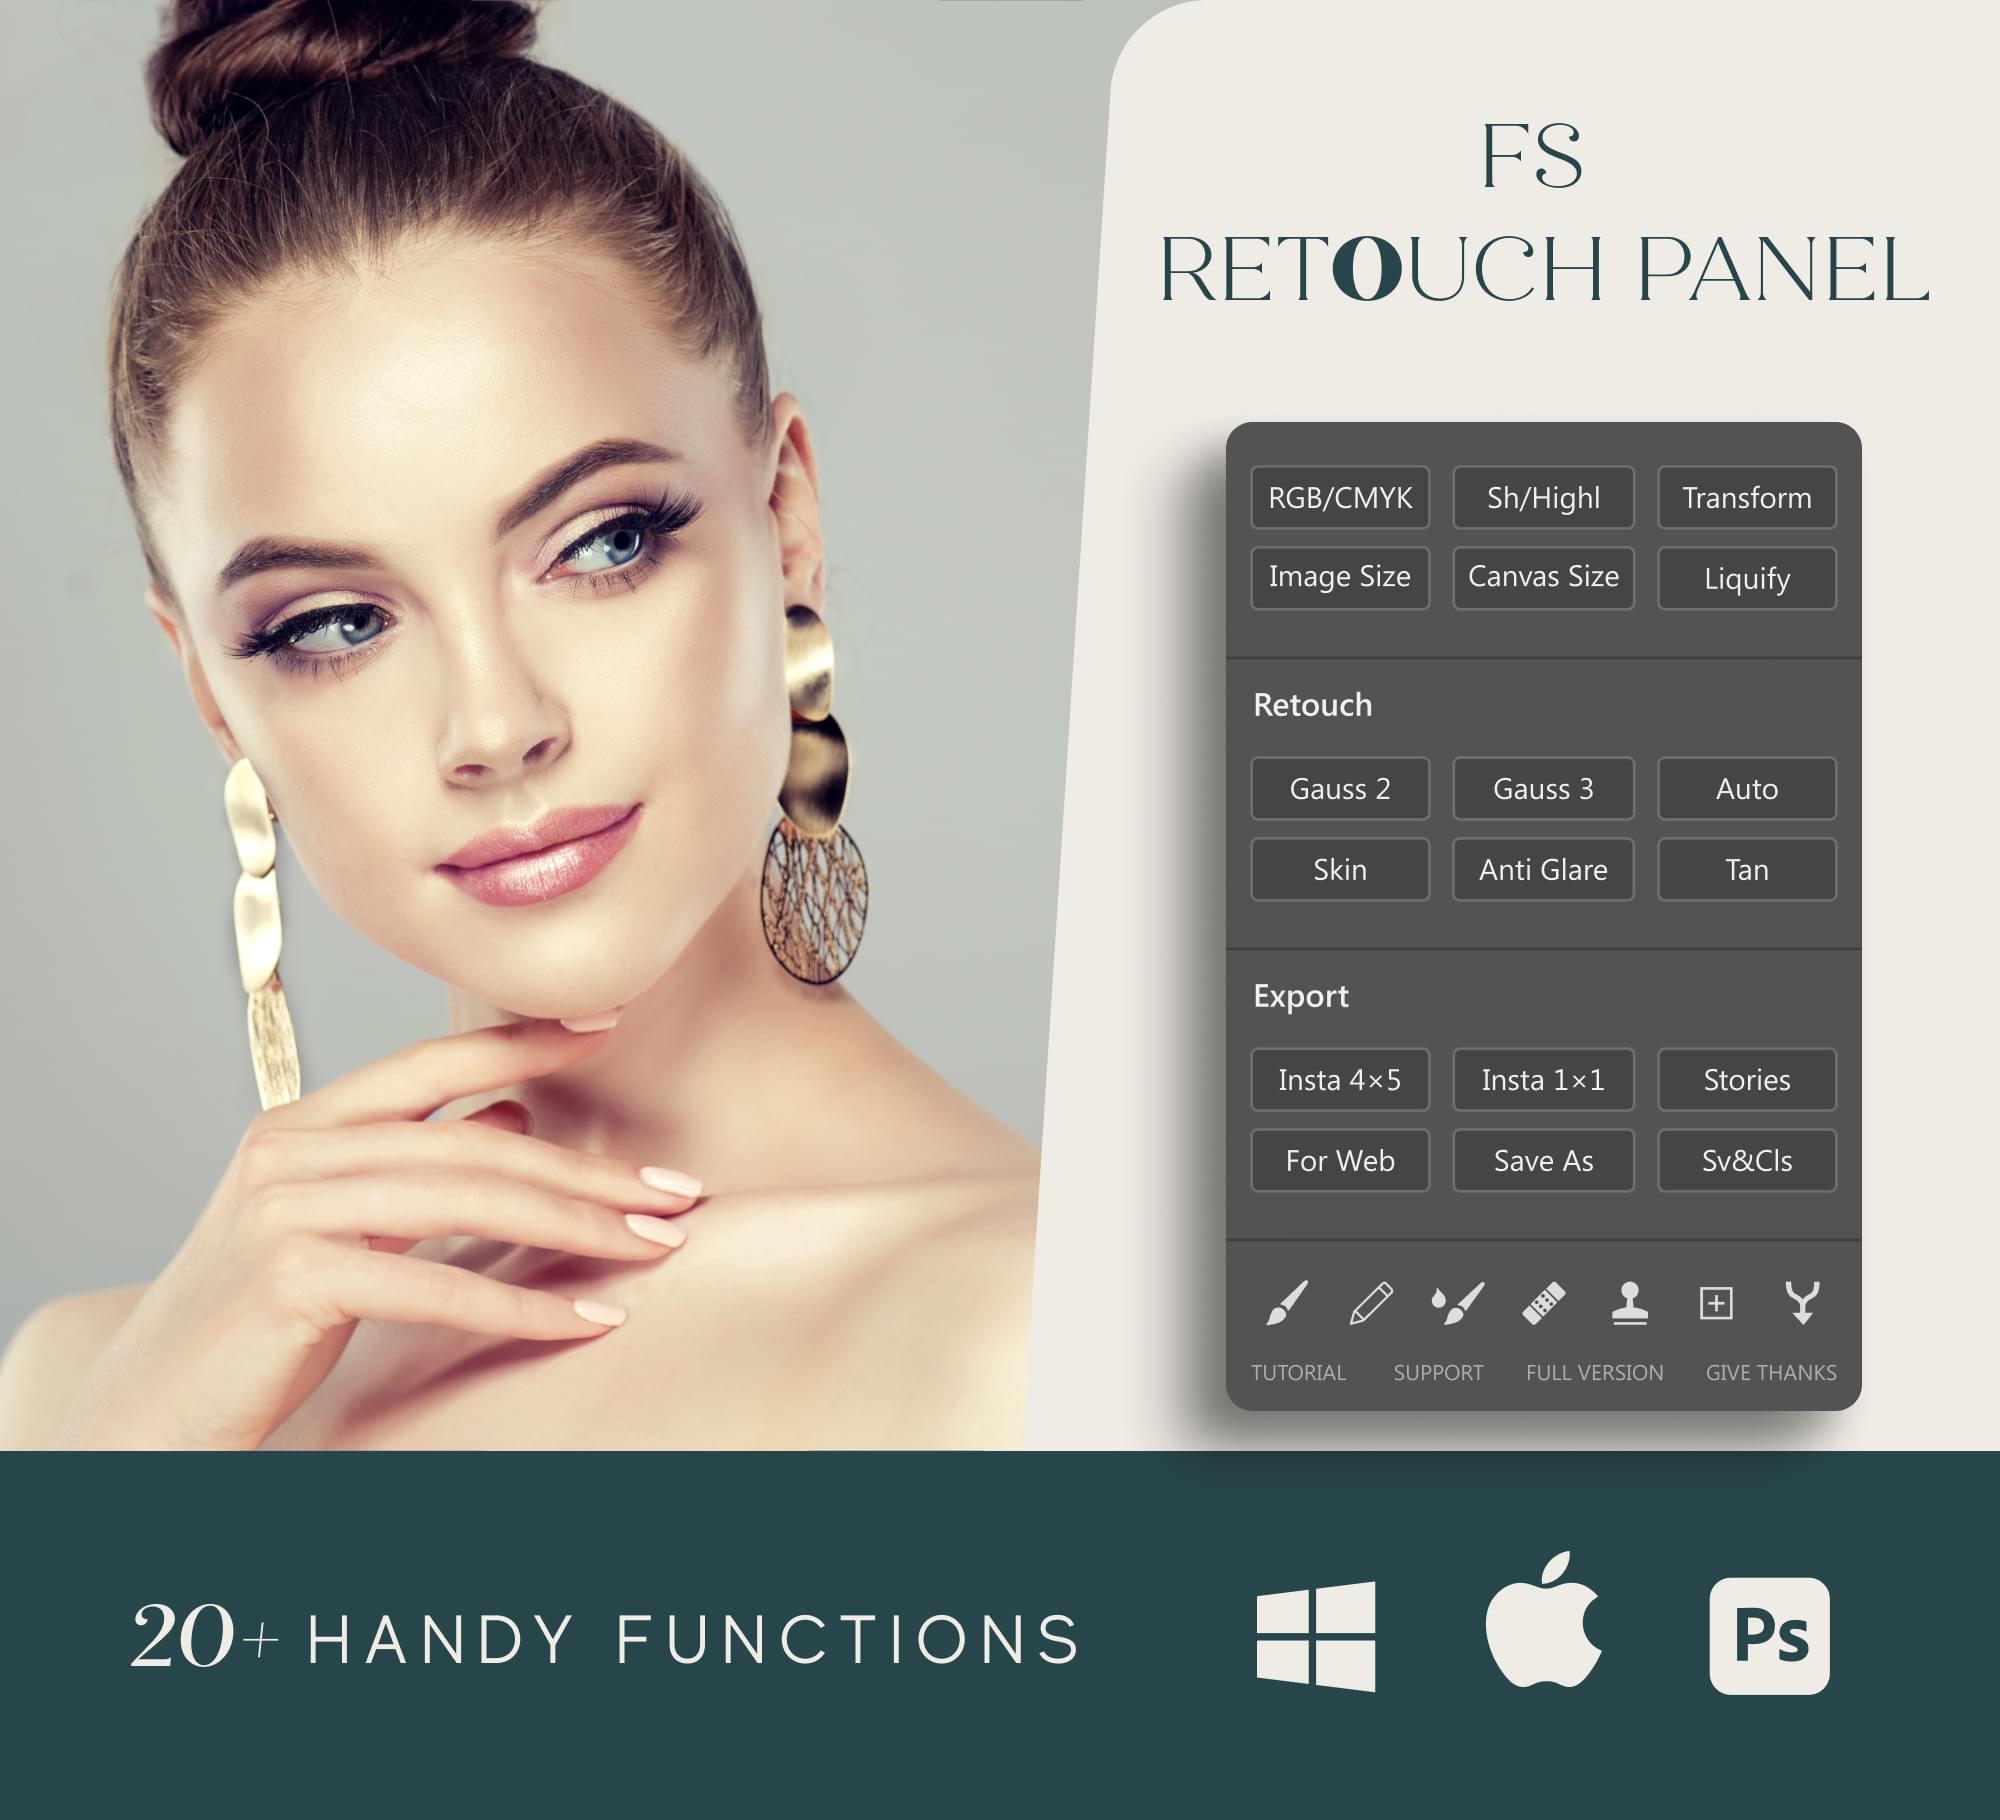 FS
RETOUCH PANEL
RGB/CMYK Sh/Highl Transform
Image Size Canvas Size Liquify
Retouch
Gauss 2 Gauss 3 Auto
Skin Anti Glare Tan
Export
Insta 4×5 Insta 1×1 Stories
For Web Save As Sv&Cls
TUTORIAL SUPPORT FULL VERSION GIVE THANKS
20+ HANDY FUNCTIONS
Ps